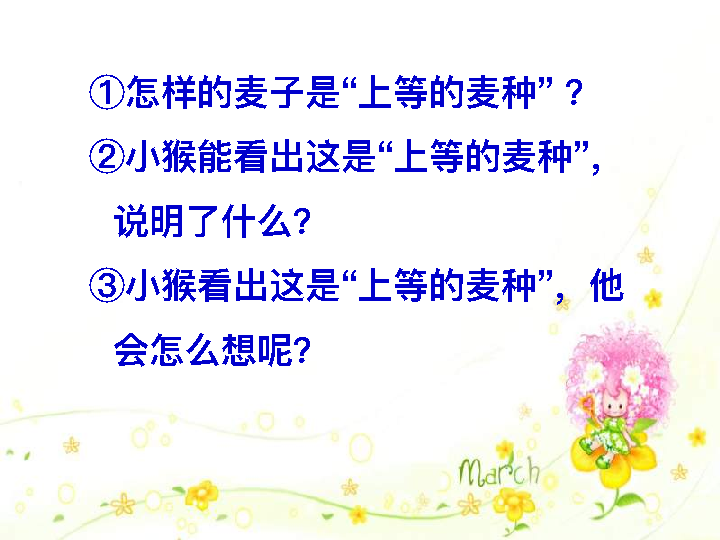 ①怎样的麦子是“上等的麦种”？
②小猴能看出这是“上等的麦种”，
说明了什么？
③小猴看出这是“上等的麦种”，他
会怎么想呢？
March